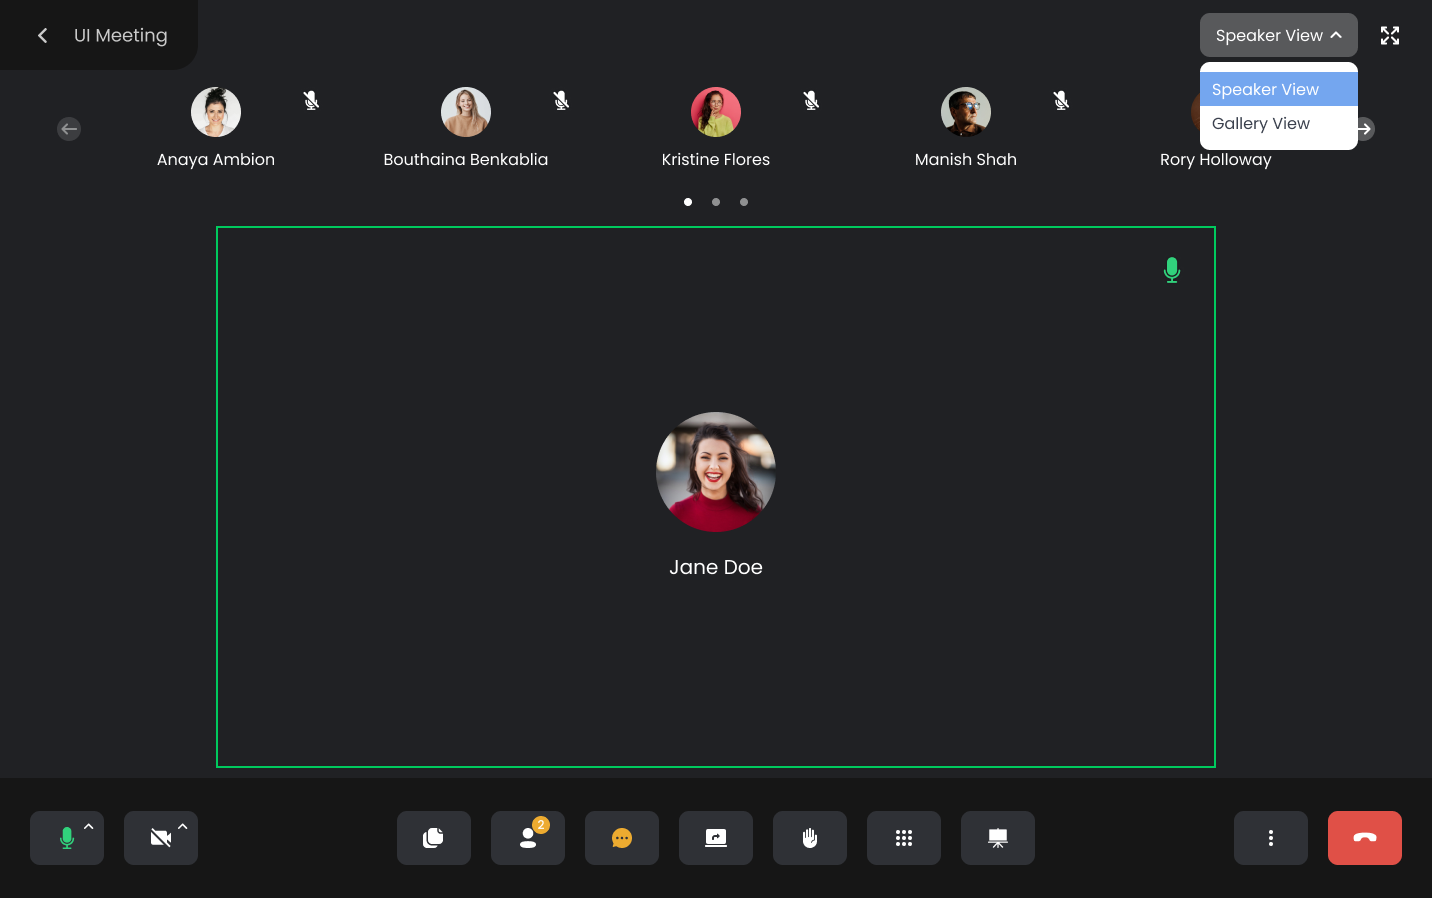 UI Meeting
Speaker View
Speaker View
Gallery View
Anaya Ambion
Bouthaina Benkablia
Kristine Flores
Manish Shah
Rory Holloway
Jane Doe
2